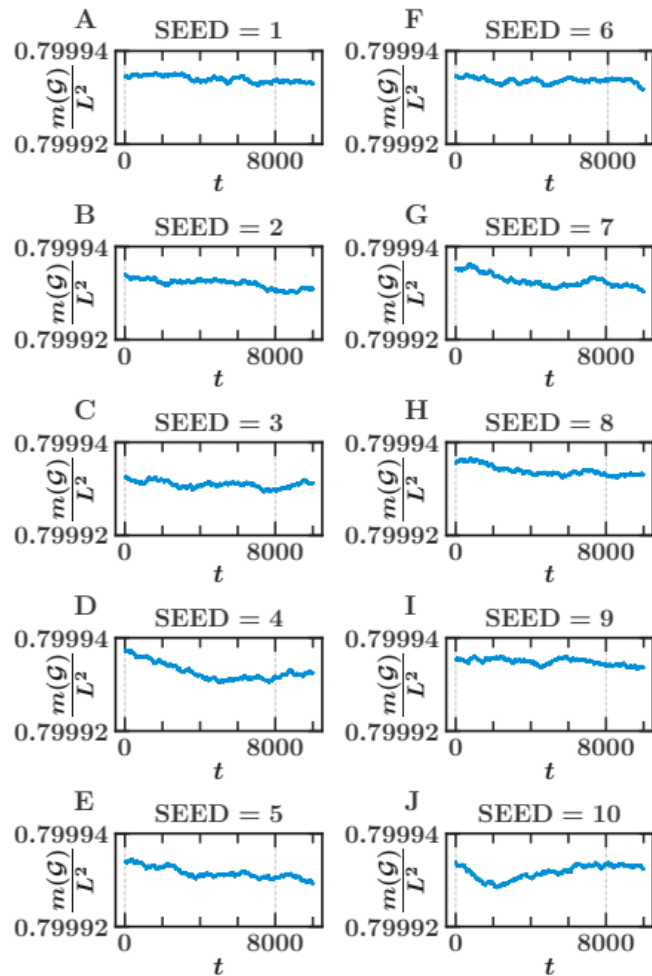 A
SEED = 1
0.79994
m(𝒢)
L²
0.79992
0
8000
t
B
SEED = 2
0.79994
m(𝒢)
L²
0.79992
0
8000
t
C
SEED = 3
0.79994
m(𝒢)
L²
0.79992
0
8000
t
D
SEED = 4
0.79994
m(𝒢)
L²
0.79992
0
8000
t
E
SEED = 5
0.79994
m(𝒢)
L²
0.79992
0
8000
t
F
SEED = 6
0.79994
m(𝒢)
L²
0.79992
0
8000
t
G
SEED = 7
0.79994
m(𝒢)
L²
0.79992
0
8000
t
H
SEED = 8
0.79994
m(𝒢)
L²
0.79992
0
8000
t
I
SEED = 9
0.79994
m(𝒢)
L²
0.79992
0
8000
t
J
SEED = 10
0.79994
m(𝒢)
L²
0.79992
0
8000
t